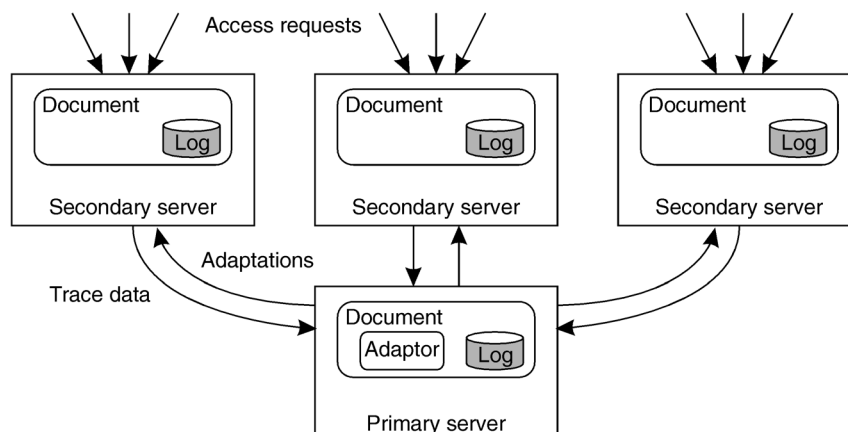 Access requests
Document
Log
Secondary server
Document
Log
Secondary server
Document
Log
Secondary server
Adaptations
Trace data
Document
Adaptor
Log
Primary server